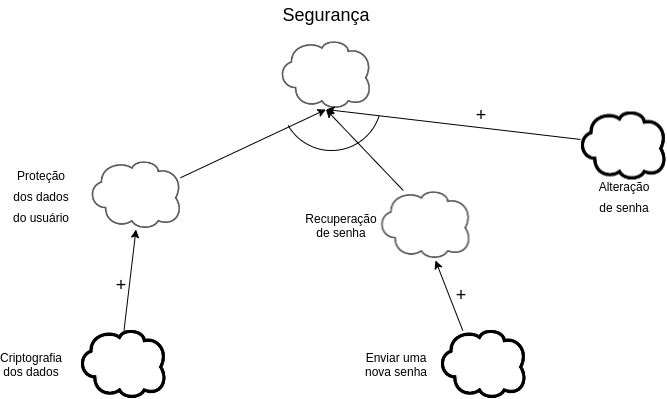 Segurança
+
Proteção
dos dados
do usuário
Alteração
de senha
Recuperação
de senha
+
+
Criptografia
dos dados
Enviar uma
nova senha